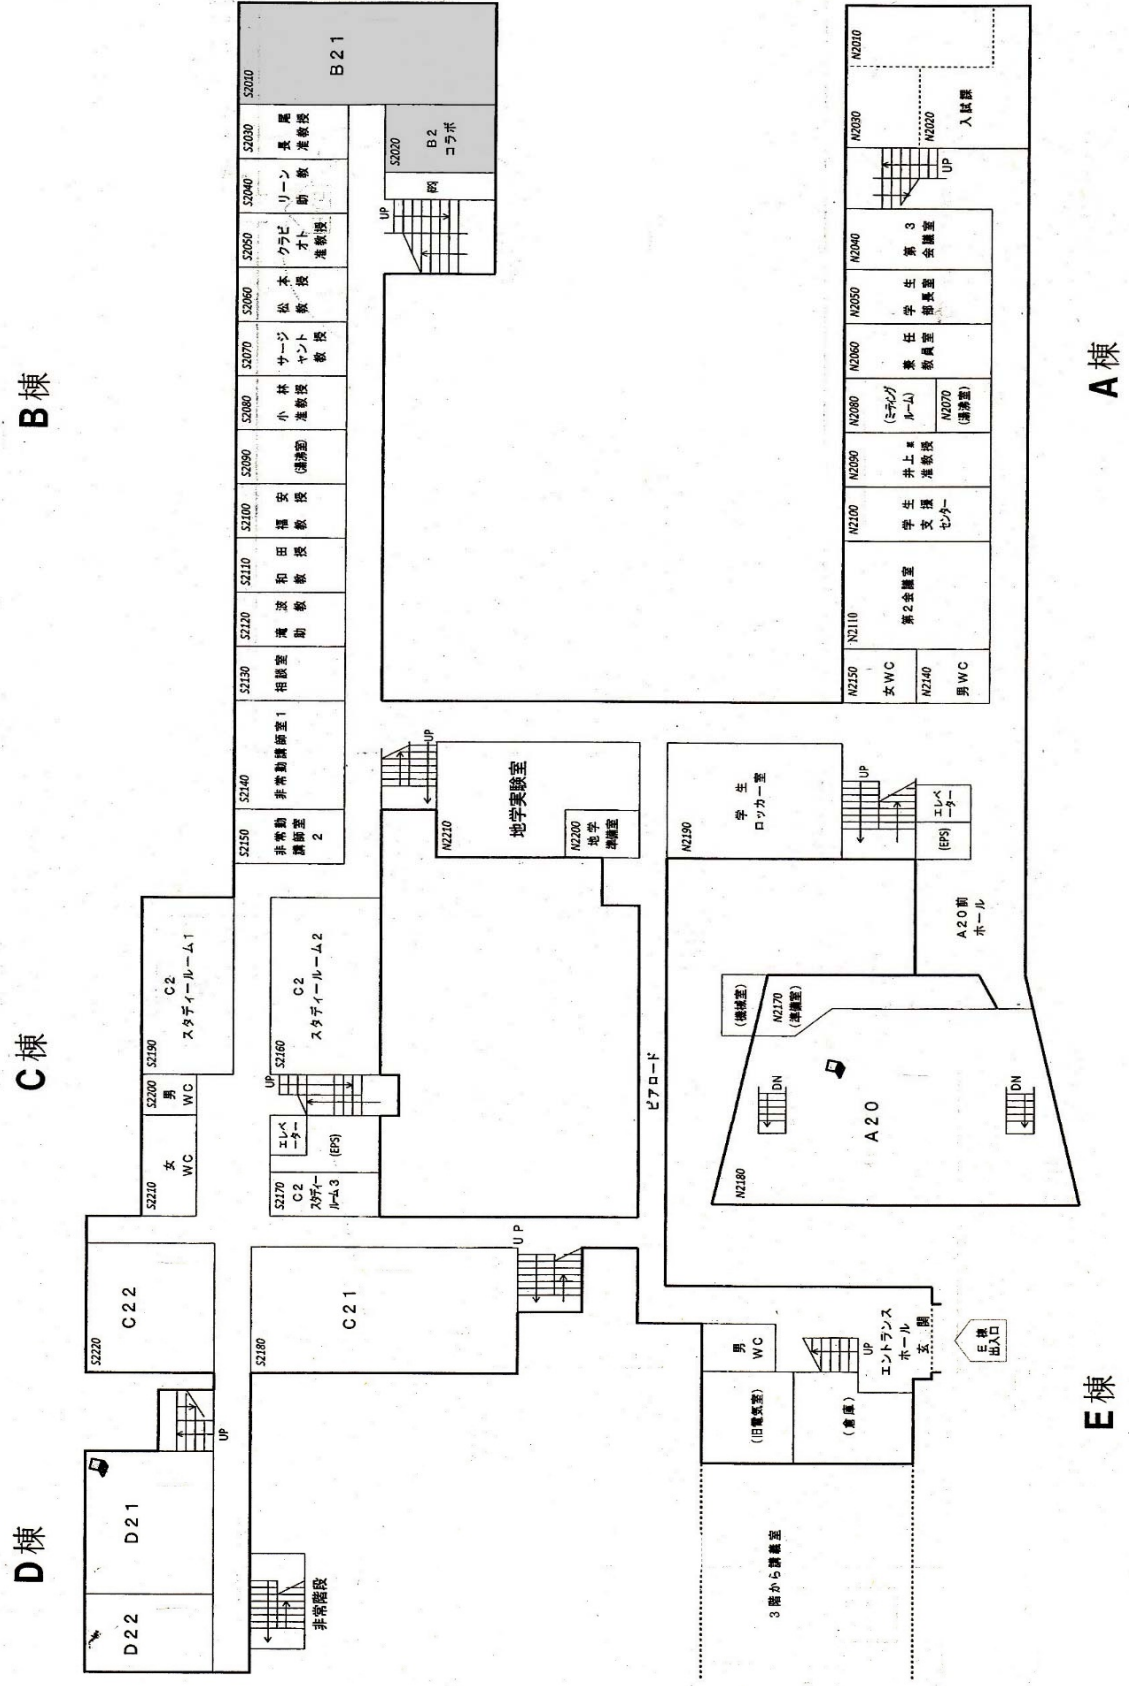 B棟
S2010
B21
S2030
長尾
准教授
S2040
リーン
助教
S2050
クラビ
オト
准教授
S2060
松本
教授
S2070
サージ
ャント
教授
S2080
小林
准教授
S2090
(湯沸室)
S2100
福安
教授
S2110
和田
教授
S2120
滝波
助教
S2130
相談室
S2140
非常勤講師室1
S2150
非常勤
講師室
2
S2020
B2
コラボ
UP
A棟
N2010
N2030
N2020
入試課
UP
N2040
第3
会議室
N2050
学生
部長室
N2060
兼任
教員室
N2080
(ミーティング
ルーム)
N2070
(湯沸室)
N2090
井上
准教授
N2100
学生
支援
センター
N2110
第2会議室
N2150
女WC
N2140
男WC
UP
N2210
地学実験室
N2200
地学
準備室
N2190
学生
ロッカー室
UP
エレベ
ーター
(EPS)
A20前
ホール
(機械室)
N2170
(準備室)
DN
DN
A20
N2180
ピアロード
C棟
C2
スタディールーム1
S2190
C2
スタディールーム2
S2160
S2200
男
WC
S2210
女
WC
UP
エレベ
ーター
(EPS)
S2170
C2
スタディー
ルーム3
C22
S2220
C21
S2180
UP
D棟
UP
D21
D22
非常階段
E棟
男
WC
UP
エントランス
ホール
玄関
E棟
出入口
(旧電気室)
(倉庫)
3階から講義室